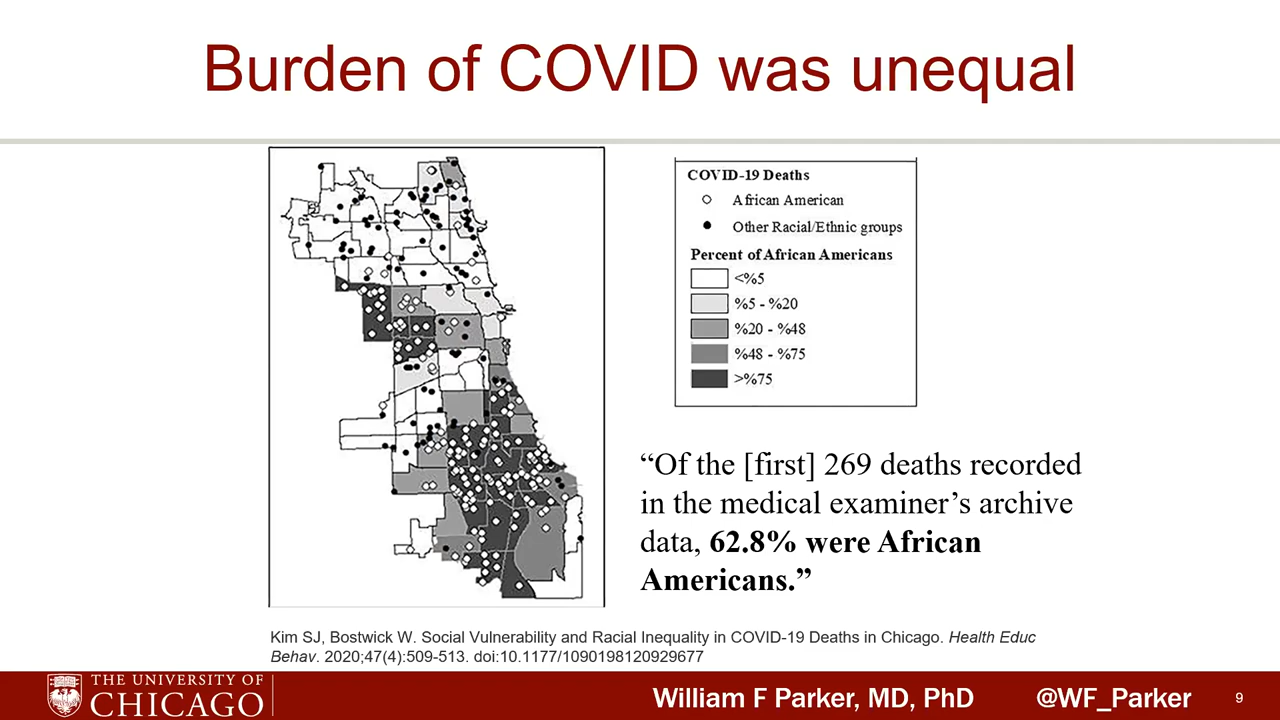 Burden of COVID was unequal
COVID-19 Deaths
African American
Other Racial/Ethnic groups
Percent of African Americans
<%5
%5 - %20
%20 - %48
%48 - %75
>%75
“Of the [first] 269 deaths recorded
in the medical examiner’s archive
data, 62.8% were African
Americans.”
Kim SJ, Bostwick W. Social Vulnerability and Racial Inequality in COVID-19 Deaths in Chicago. Health Educ
Behav. 2020;47(4):509-513. doi:10.1177/1090198120929677
THE UNIVERSITY OF
CHICAGO
William F Parker, MD, PhD
@WF_Parker
9